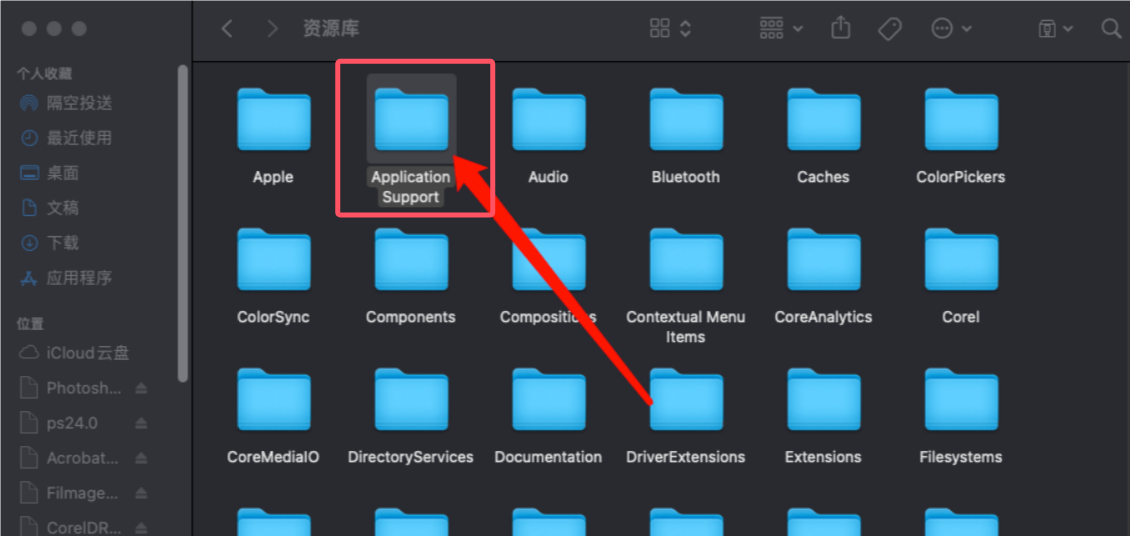 资源库
个人收藏
隔空投送
最近使用
桌面
文稿
下载
应用程序
位置
iCloud云盘
Photosh...
ps24.0
Acrobat...
Filmage...
CorelDR...
Apple
Application
Support
Audio
Bluetooth
Caches
ColorPickers
ColorSync
Components
Compositions
Contextual Menu
Items
CoreAnalytics
Corel
CoreMediaIO
DirectoryServices
Documentation
DriverExtensions
Extensions
Filesystems